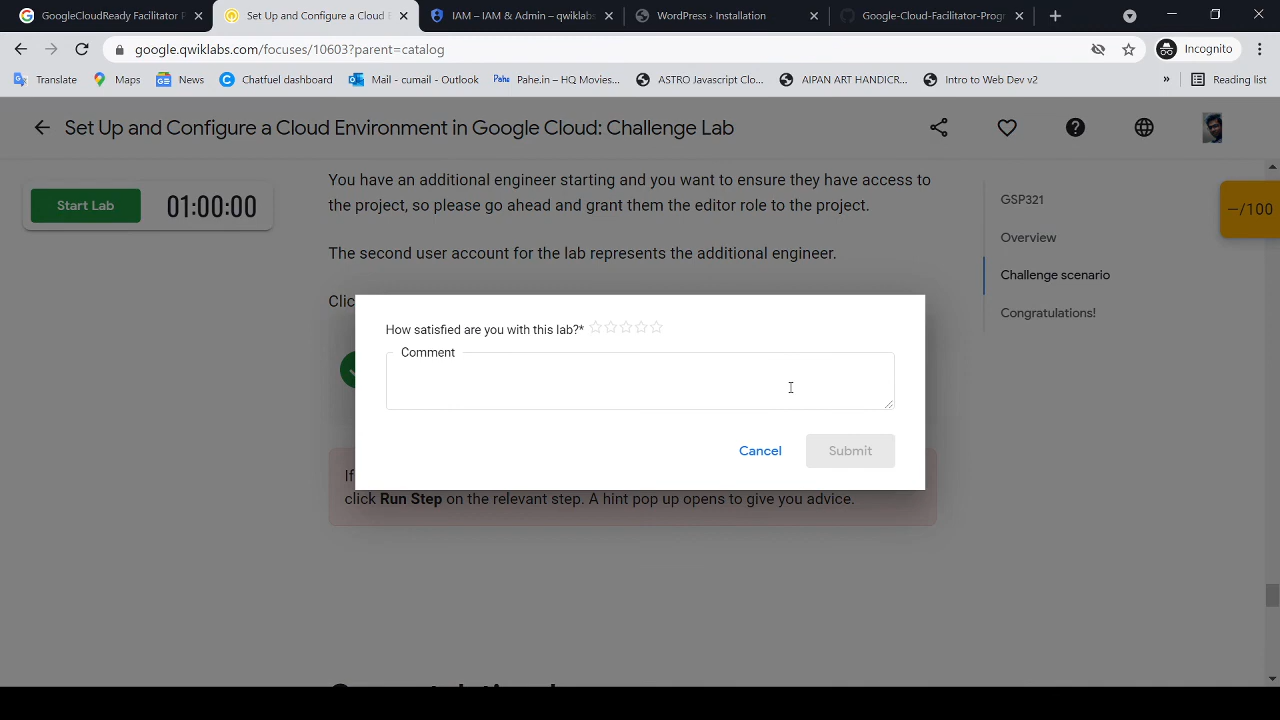 GoogleCloudReady Facilitator P
Set Up and Configure a Cloud E
IAM – IAM & Admin – qwiklabs
WordPress › Installation
Google-Cloud-Facilitator-Progr
google.qwiklabs.com/focuses/10603?parent=catalog
Incognito
Translate
Maps
News
Chatfuel dashboard
Mail - cumail - Outlook
Pahe.in – HQ Movies...
ASTRO Javascript Clo...
AIPAN ART HANDICR...
Intro to Web Dev v2
»
Reading list
Set Up and Configure a Cloud Environment in Google Cloud: Challenge Lab
Start Lab
01:00:00
You have an additional engineer starting and you want to ensure they have access to
the project, so please go ahead and grant them the editor role to the project.
The second user account for the lab represents the additional engineer.
Clic
GSP321
Overview
Challenge scenario
Congratulations!
–/100
How satisfied are you with this lab?*
Comment
Cancel
Submit
If
click Run Step on the relevant step. A hint pop up opens to give you advice.